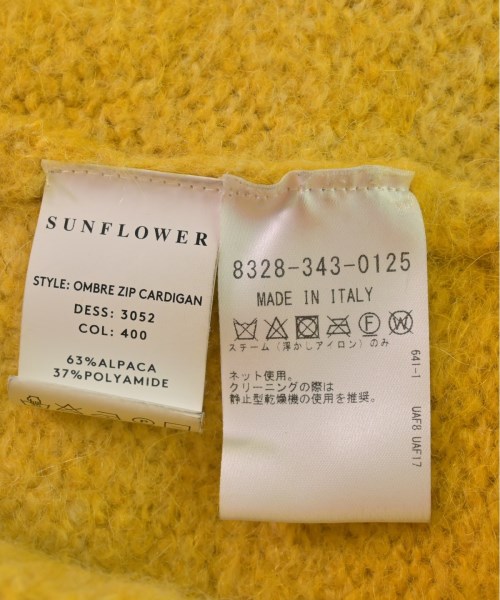 SUNFLOWER
STYLE: OMBRE ZIP CARDIGAN
DESS: 3052
COL: 400
63%ALPACA
37%POLYAMIDE
8328-343-0125
MADE IN ITALY
スチーム（浮かしアイロン）のみ
ネット使用。
クリーニングの際は
静止型乾燥機の使用を推奨。
641-1 UAF8 UAF17